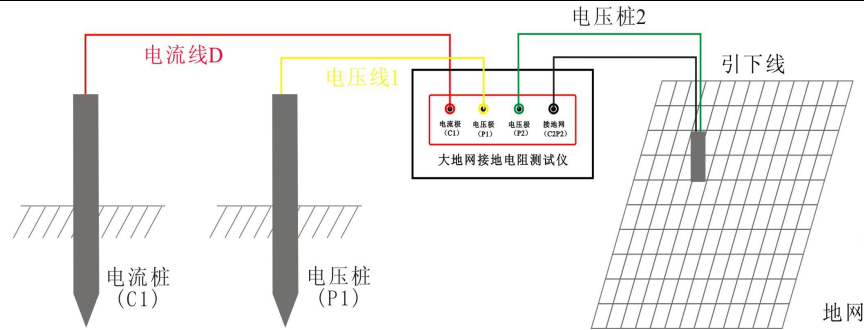 电压桩2
电流线D
引下线
电压线1
电流极
(C1)
电压极
(P1)
电压极
(P2)
接地网
(C2P2)
大地网接地电阻测试仪
电流桩
(C1)
电压桩
(P1)
地网